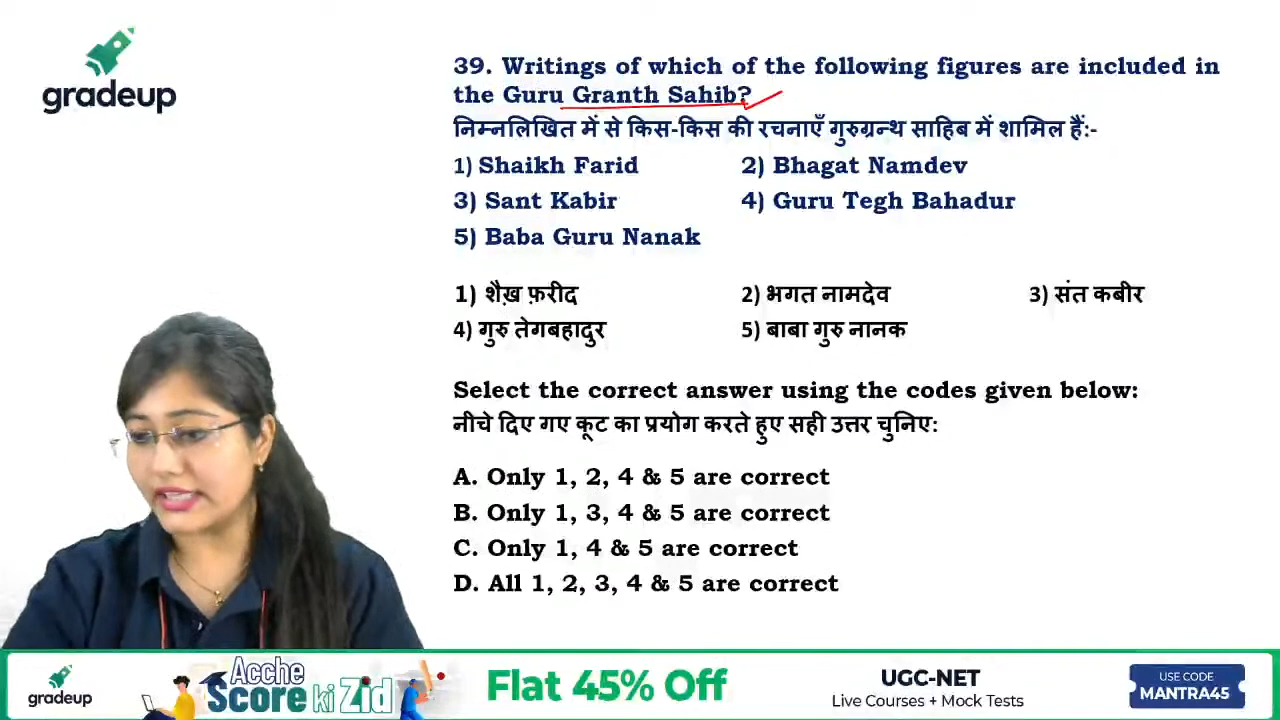 gradeup
39. Writings of which of the following figures are included in
the Guru Granth Sahib?
निम्नलिखित में से किस-किस की रचनाएँ गुरुग्रन्थ साहिब में शामिल हैं:-
1) Shaikh Farid 2) Bhagat Namdev
3) Sant Kabir 4) Guru Tegh Bahadur
5) Baba Guru Nanak
1) शैख़ फ़रीद 2) भगत नामदेव 3) संत कबीर
4) गुरु तेगबहादुर 5) बाबा गुरु नानक
Select the correct answer using the codes given below:
नीचे दिए गए कूट का प्रयोग करते हुए सही उत्तर चुनिए:
A. Only 1, 2, 4 & 5 are correct
B. Only 1, 3, 4 & 5 are correct
C. Only 1, 4 & 5 are correct
D. All 1, 2, 3, 4 & 5 are correct
gradeup
Acche
Score ki Zid
Flat 45% Off
UGC-NET
Live Courses + Mock Tests
USE CODE
MANTRA45